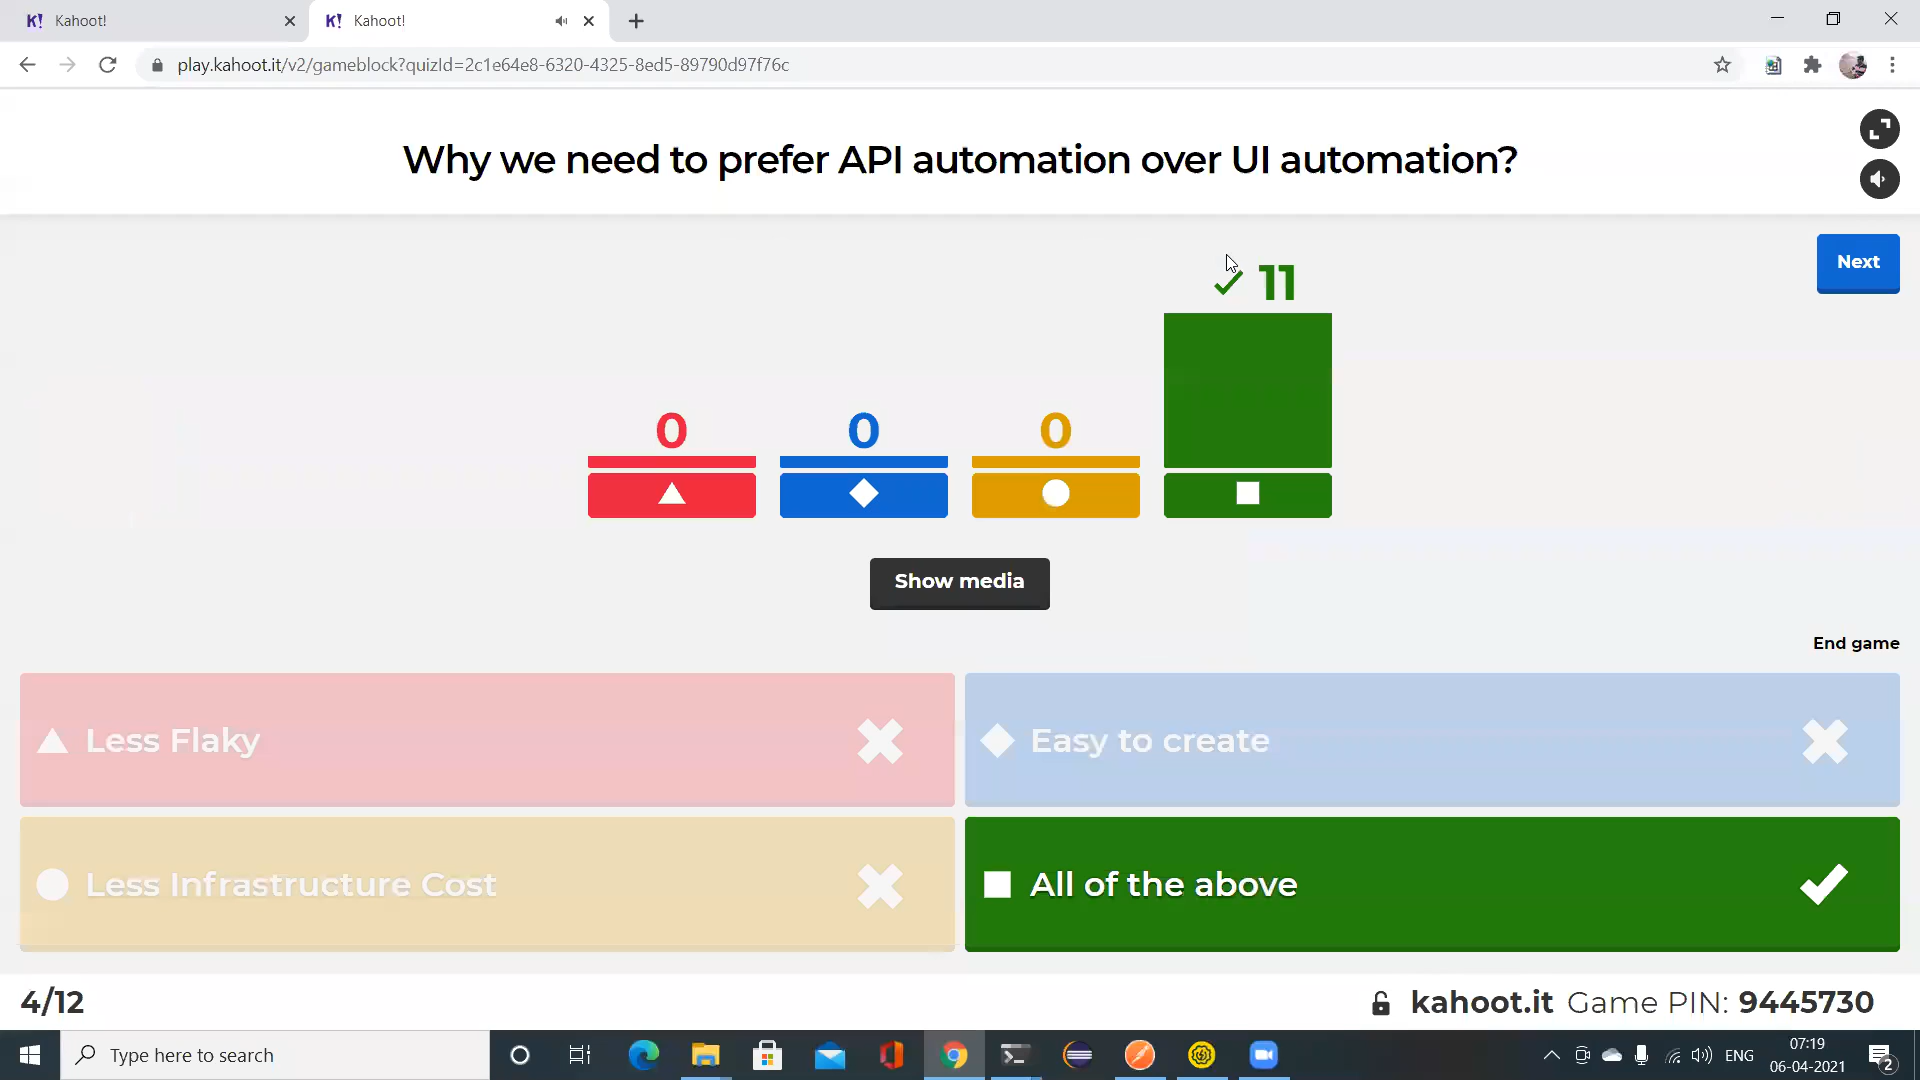 K! Kahoot!
K! Kahoot!
play.kahoot.it/v2/gameblock?quizId=2c1e64e8-6320-4325-8ed5-89790d97f76c
Why we need to prefer API automation over UI automation?
Next
11
0
0
0
Show media
End game
Less Flaky
Easy to create
Less Infrastructure Cost
All of the above
4/12
kahoot.it Game PIN: 9445730
Type here to search
ENG
07:19
06-04-2021
2